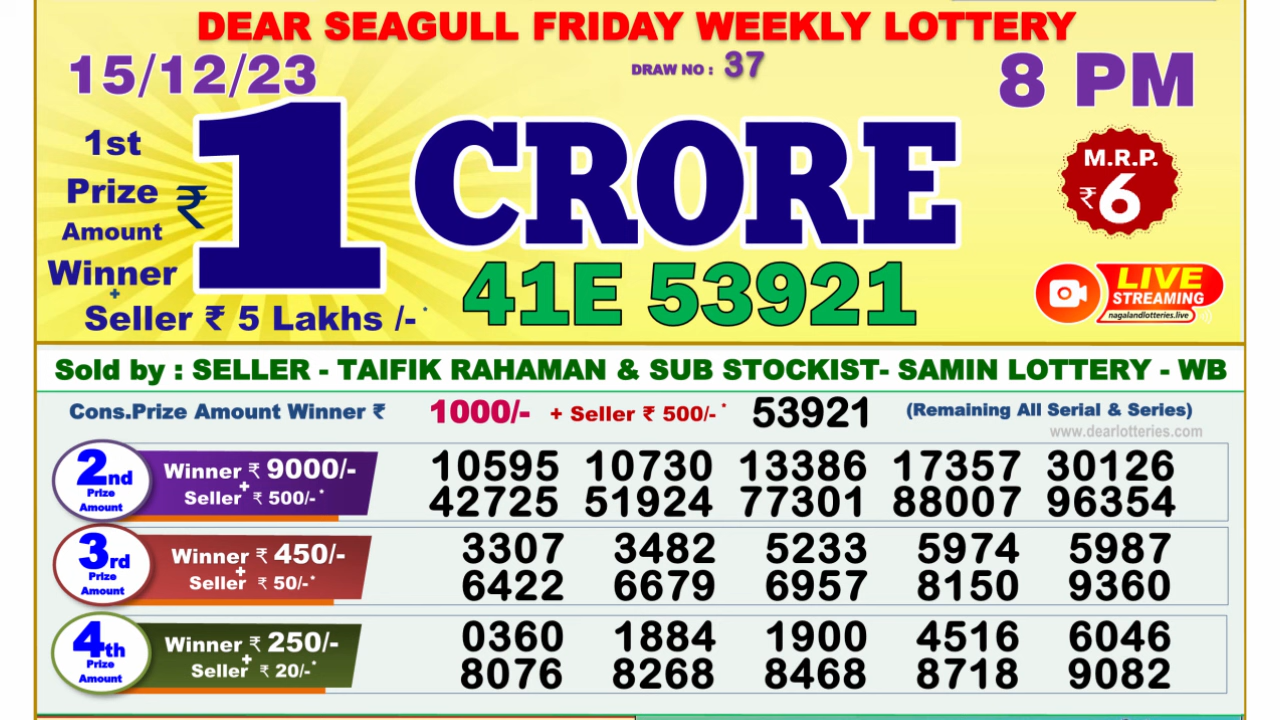 DEAR SEAGULL FRIDAY WEEKLY LOTTERY
15/12/23
DRAW NO : 37
8 PM
1st
Prize
Amount
Winner
+
Seller ₹ 5 Lakhs /-*
₹ 1 CRORE
41E 53921
M.R.P.
₹6
LIVE
STREAMING
nagalandlotteries.live
Sold by : SELLER - TAIFIK RAHAMAN & SUB STOCKIST- SAMIN LOTTERY - WB
Cons.Prize Amount Winner ₹ 1000/- + Seller ₹ 500/-* 53921 (Remaining All Serial & Series)
www.dearlotteries.com
2nd
Prize
Amount
Winner ₹ 9000/-
+
Seller ₹ 500/-*
10595 10730 13386 17357 30126
42725 51924 77301 88007 96354
3rd
Prize
Amount
Winner ₹ 450/-
+
Seller ₹ 50/-*
3307 3482 5233 5974 5987
6422 6679 6957 8150 9360
4th
Prize
Amount
Winner ₹ 250/-
+
Seller ₹ 20/-*
0360 1884 1900 4516 6046
8076 8268 8468 8718 9082